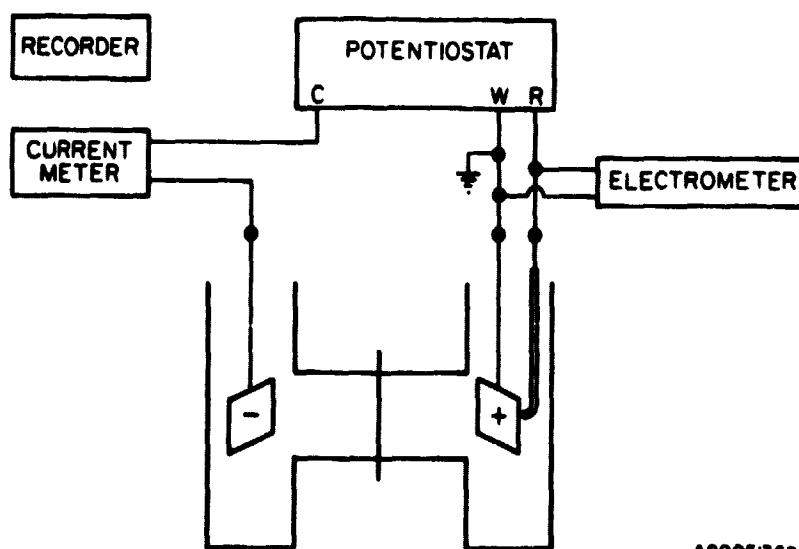 RECORDER
POTENTIOSTAT
C W R
CURRENT
METER
ELECTROMETER
- +